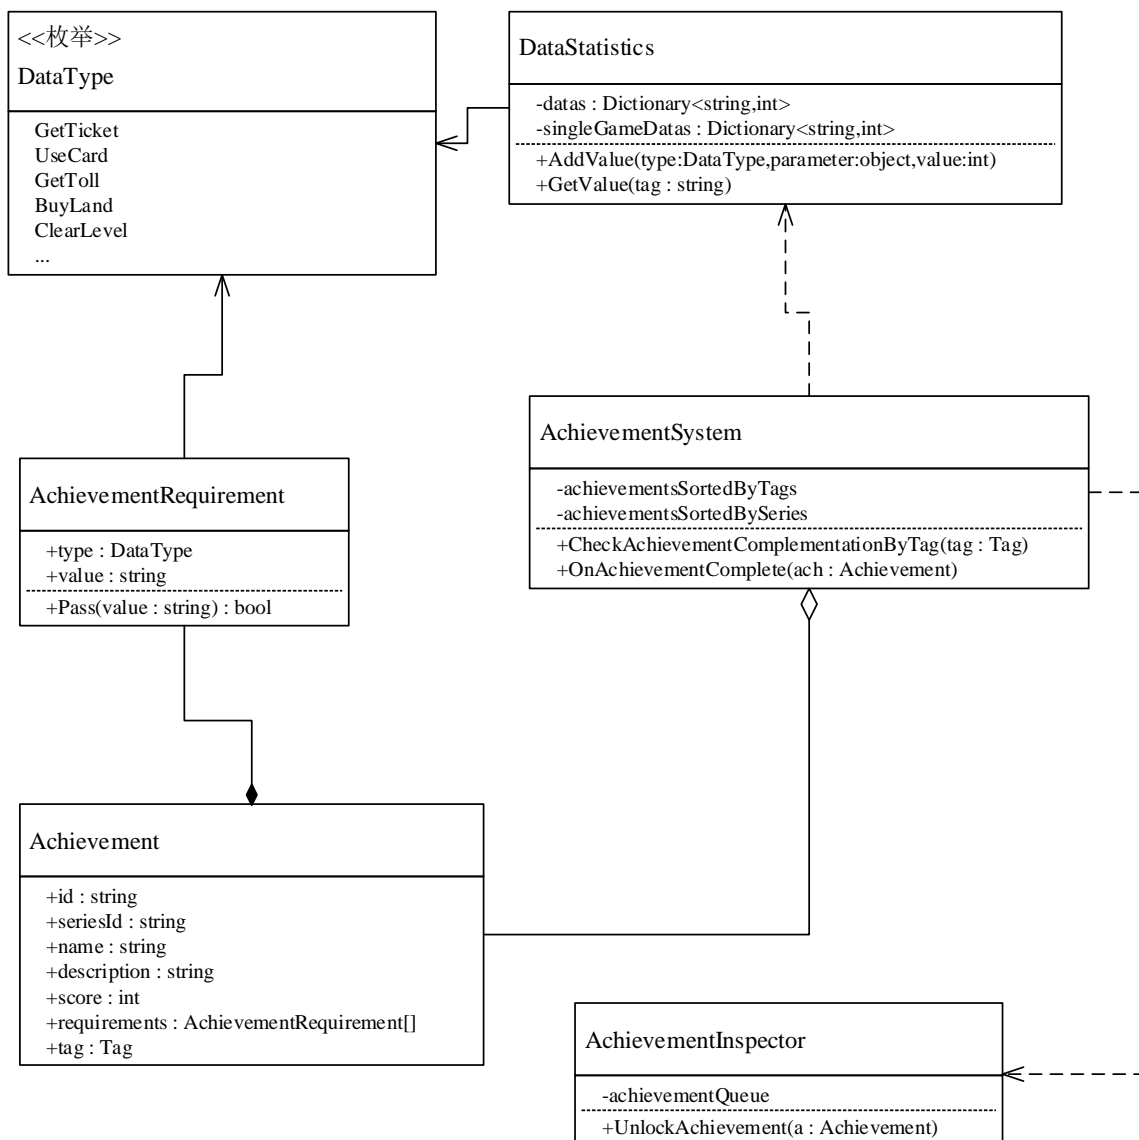 <<枚举>>
DataType
GetTicket
UseCard
GetToll
BuyLand
ClearLevel
...
DataStatistics
-datas : Dictionary<string,int>
-singleGameDatas : Dictionary<string,int>
+AddValue(type:DataType,parameter:object,value:int)
+GetValue(tag : string)
AchievementSystem
-achievementsSortedByTags
-achievementsSortedBySeries
+CheckAchievementComplementationByTag(tag : Tag)
+OnAchievementComplete(ach : Achievement)
AchievementRequirement
+type : DataType
+value : string
+Pass(value : string) : bool
Achievement
+id : string
+seriesId : string
+name : string
+description : string
+score : int
+requirements : AchievementRequirement[]
+tag : Tag
AchievementInspector
-achievementQueue
+UnlockAchievement(a : Achievement)